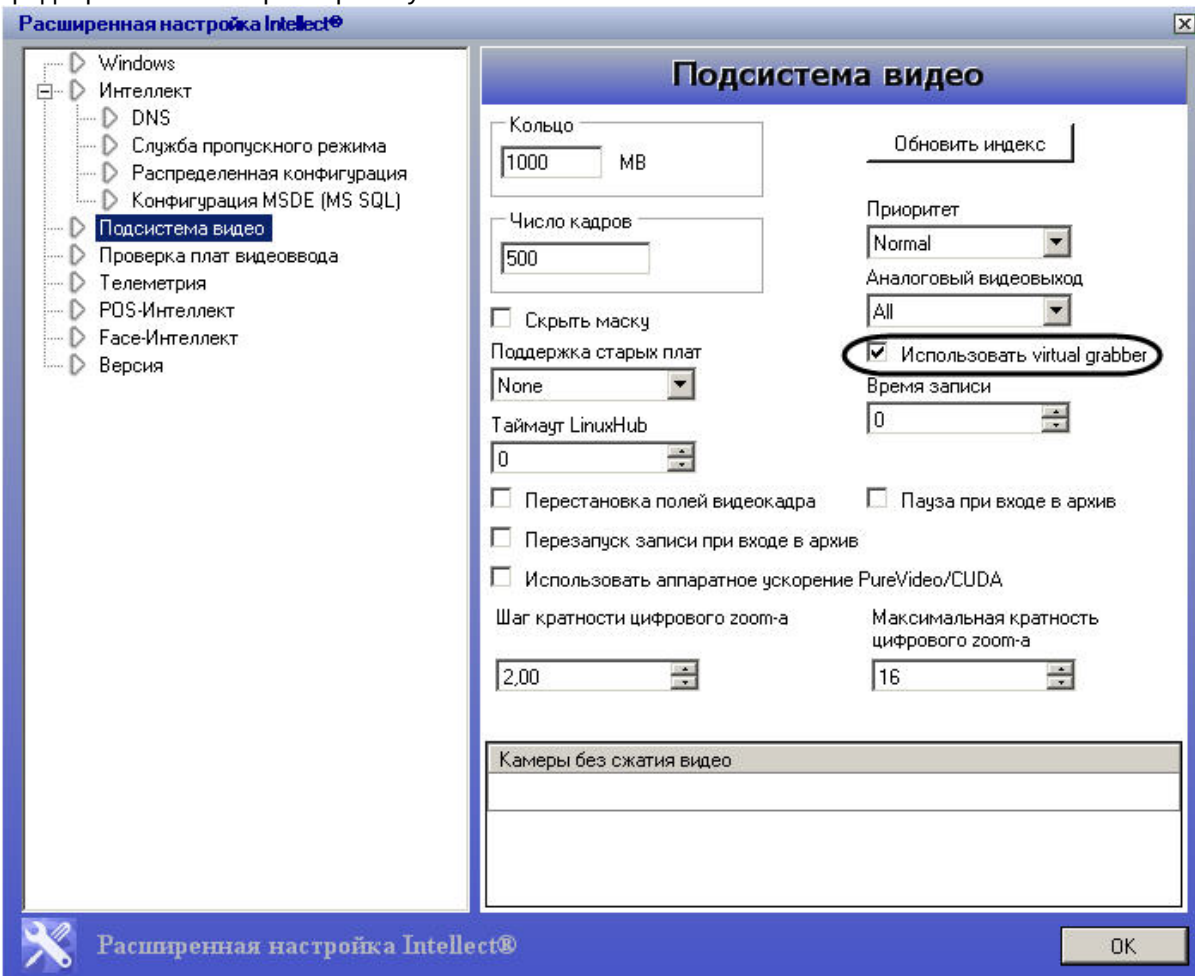 Расширенная настройка Intellect®
Windows
Интеллект
DNS
Служба пропускного режима
Распределенная конфигурация
Конфигурация MSDE (MS SQL)
Подсистема видео
Проверка плат видеоввода
Телеметрия
POS-Интеллект
Face-Интеллект
Версия
Подсистема видео
Кольцо
1000 MB
Обновить индекс
Число кадров
500
Приоритет
Normal
Аналоговый видеовыход
All
Скрыть маску
Использовать virtual grabber
Поддержка старых плат
None
Время записи
0
Таймаут LinuxHub
0
Перестановка полей видеокадра
Пауза при входе в архив
Перезапуск записи при входе в архив
Использовать аппаратное ускорение PureVideo/CUDA
Шаг кратности цифрового zoom-а
2,00
Максимальная кратность
цифрового zoom-а
16
Камеры без сжатия видео
Расширенная настройка Intellect®
OK